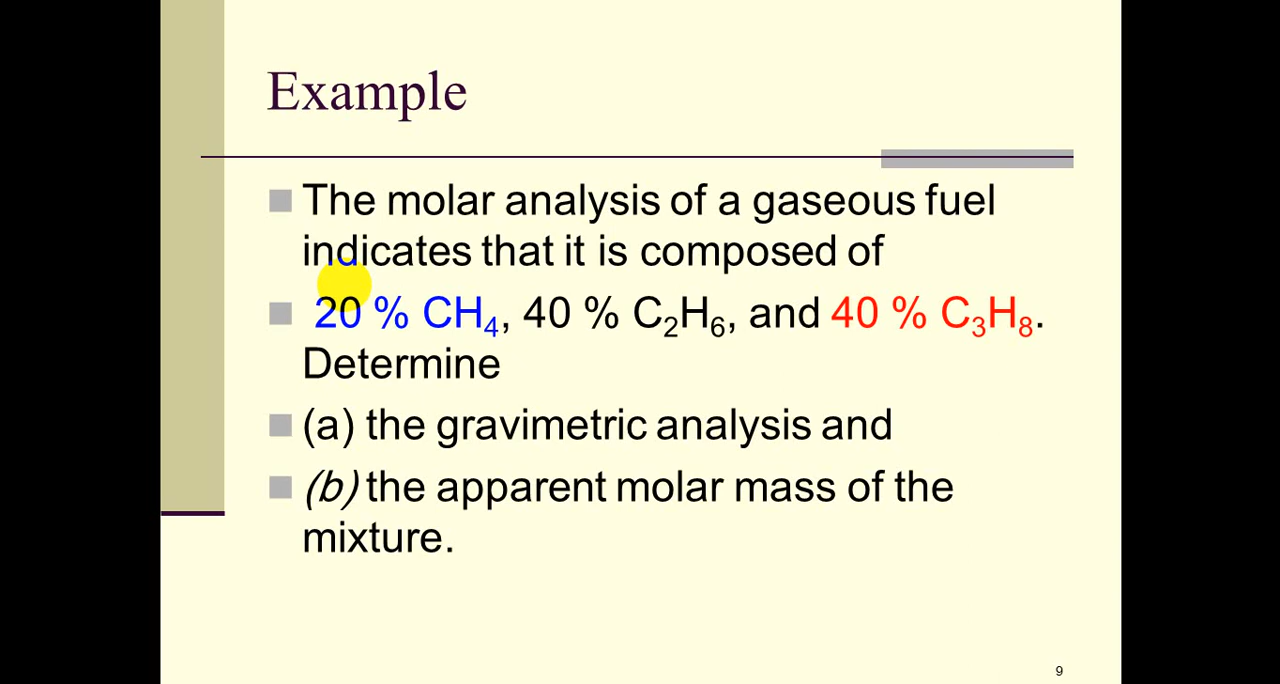 Example
The molar analysis of a gaseous fuel
indicates that it is composed of
20 % CH₄, 40 % C₂H₆, and 40 % C₃H₈.
Determine
(a) the gravimetric analysis and
(b) the apparent molar mass of the
mixture.
9